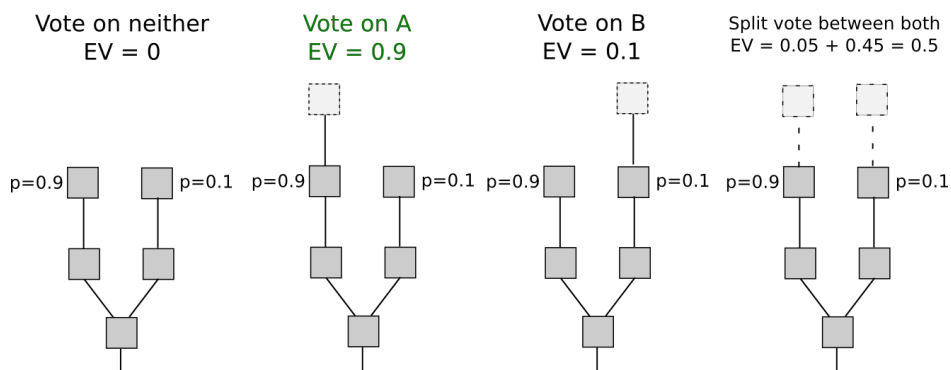 Vote on neither
EV = 0
Vote on A
EV = 0.9
Vote on B
EV = 0.1
Split vote between both
EV = 0.05 + 0.45 = 0.5
p=0.9
p=0.1
p=0.9
p=0.1
p=0.9
p=0.1
p=0.9
p=0.1